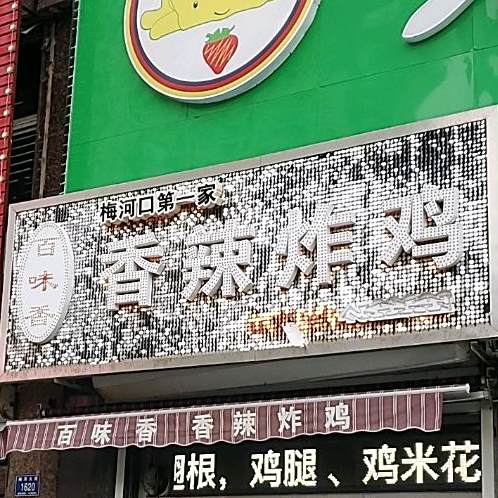 梅河口第一家
百味香
香辣炸鸡
百味香 香辣炸鸡
根，鸡腿、鸡米花
1620